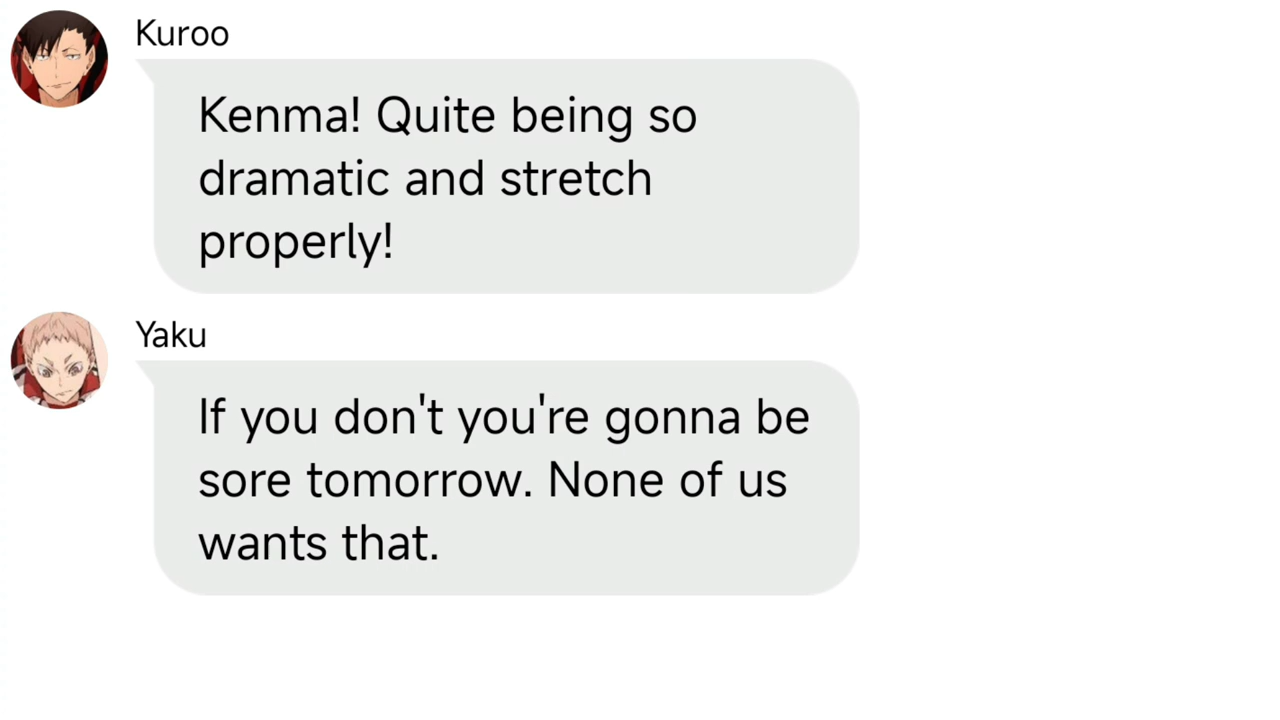 Kuroo
Kenma! Quite being so
dramatic and stretch
properly!
Yaku
If you don't you're gonna be
sore tomorrow. None of us
wants that.